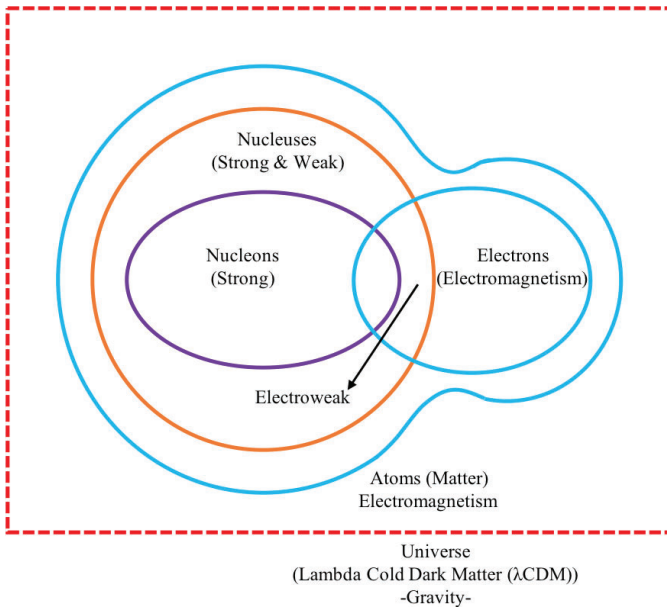 Nucleuses
(Strong & Weak)
Nucleons
(Strong)
Electrons
(Electromagnetism)
Electroweak
Atoms (Matter)
Electromagnetism
Universe
(Lambda Cold Dark Matter (λCDM))
-Gravity-